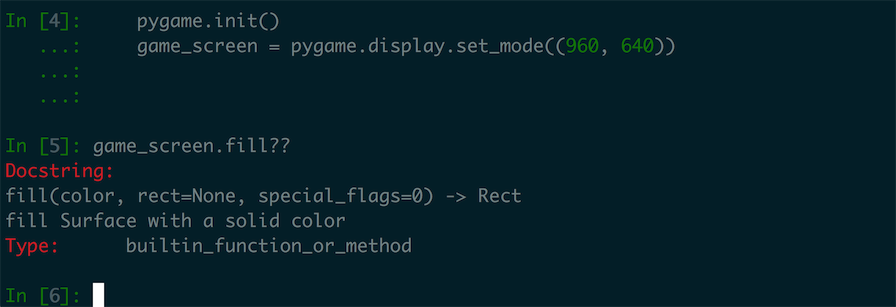 In [4]:     pygame.init()
   ...:     game_screen = pygame.display.set_mode((960, 640))
   ...:
   ...:
In [5]: game_screen.fill??
Docstring:
fill(color, rect=None, special_flags=0) -> Rect
fill Surface with a solid color
Type:      builtin_function_or_method
In [6]: